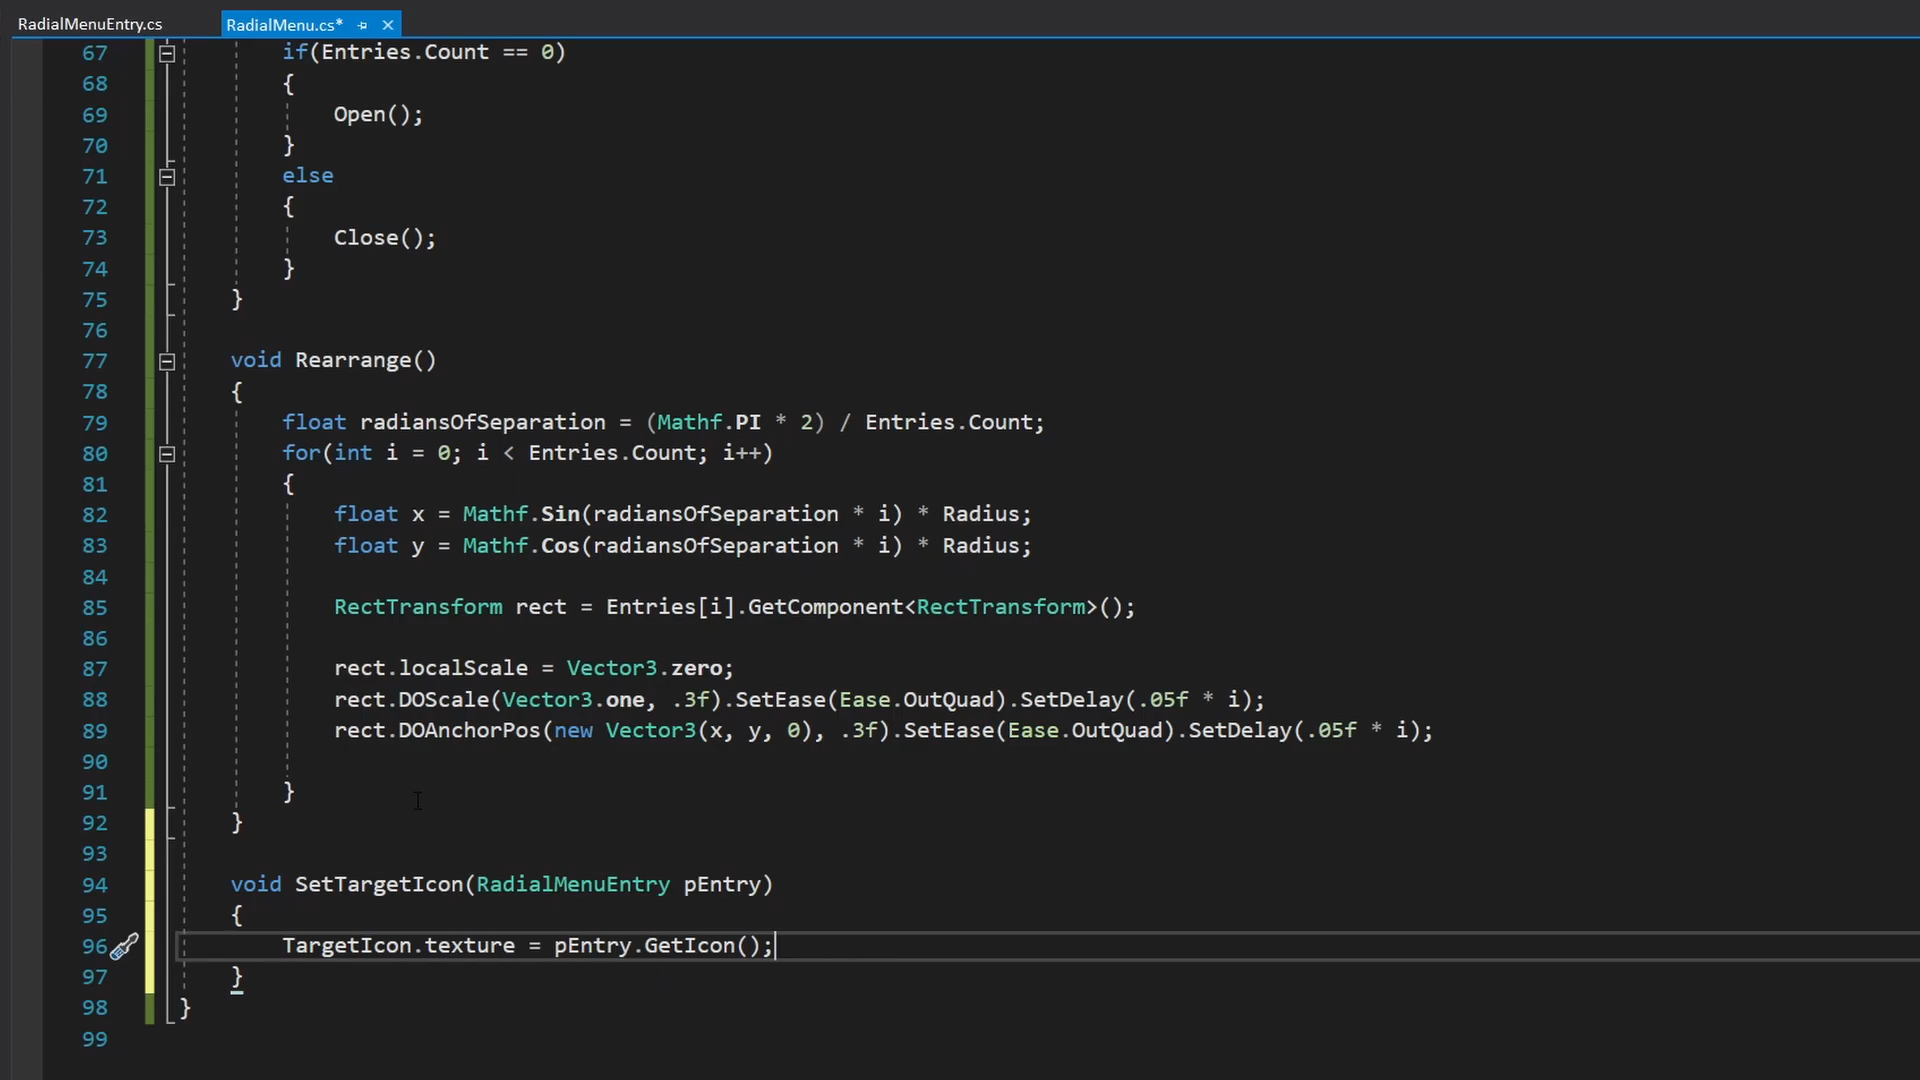 RadialMenuEntry.cs RadialMenu.cs*
67 if(Entries.Count == 0)
68 {
69 Open();
70 }
71 else
72 {
73 Close();
74 }
75 }
76
77 void Rearrange()
78 {
79 float radiansOfSeparation = (Mathf.PI * 2) / Entries.Count;
80 for(int i = 0; i < Entries.Count; i++)
81 {
82 float x = Mathf.Sin(radiansOfSeparation * i) * Radius;
83 float y = Mathf.Cos(radiansOfSeparation * i) * Radius;
84
85 RectTransform rect = Entries[i].GetComponent<RectTransform>();
86
87 rect.localScale = Vector3.zero;
88 rect.DOScale(Vector3.one, .3f).SetEase(Ease.OutQuad).SetDelay(.05f * i);
89 rect.DOAnchorPos(new Vector3(x, y, 0), .3f).SetEase(Ease.OutQuad).SetDelay(.05f * i);
90
91 }
92 }
93
94 void SetTargetIcon(RadialMenuEntry pEntry)
95 {
96 TargetIcon.texture = pEntry.GetIcon();
97 }
98 }
99